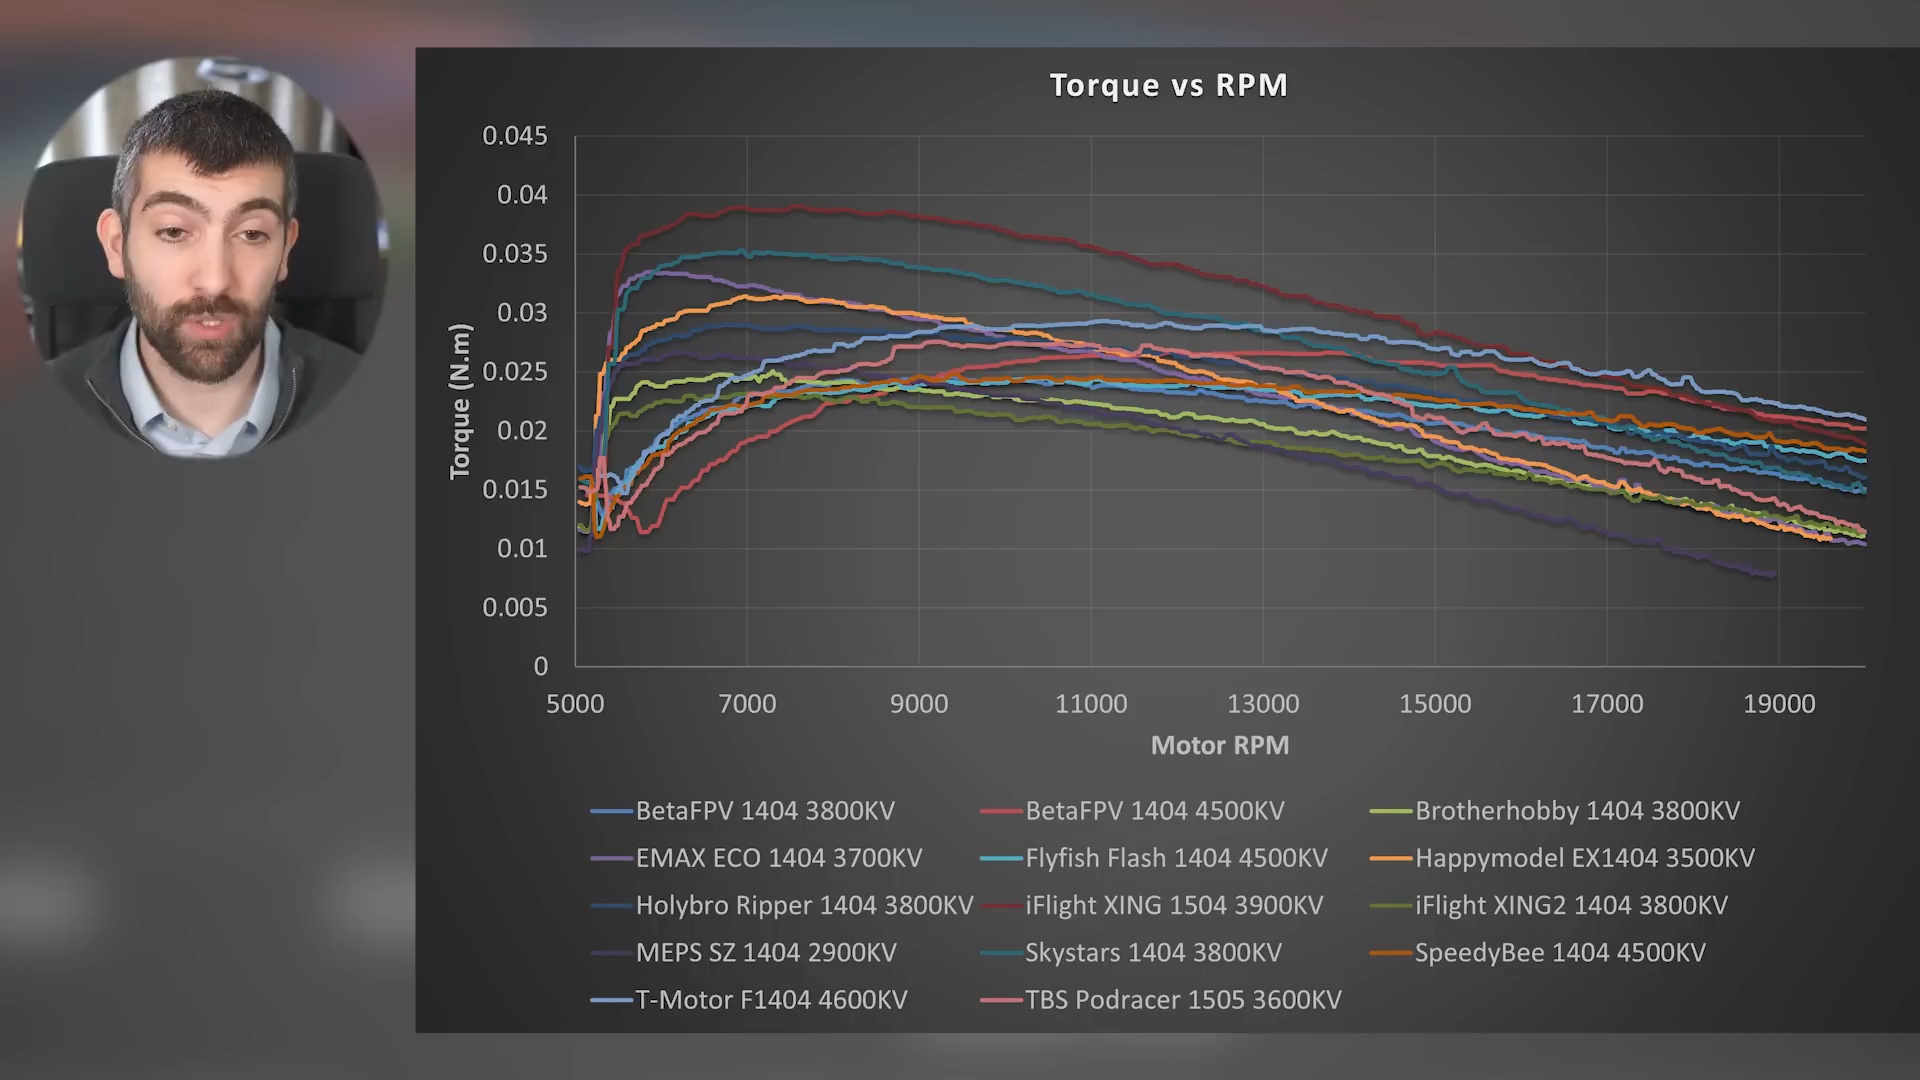 Torque vs RPM
0.045
0.04
0.035
0.03
0.025
0.02
0.015
0.01
0.005
0
Torque (N.m)
5000 7000 9000 11000 13000 15000 17000 19000
Motor RPM
BetaFPV 1404 3800KV BetaFPV 1404 4500KV Brotherhobby 1404 3800KV
EMAX ECO 1404 3700KV Flyfish Flash 1404 4500KV Happymodel EX1404 3500KV
Holybro Ripper 1404 3800KV iFlight XING 1504 3900KV iFlight XING2 1404 3800KV
MEPS SZ 1404 2900KV Skystars 1404 3800KV SpeedyBee 1404 4500KV
T-Motor F1404 4600KV TBS Podracer 1505 3600KV